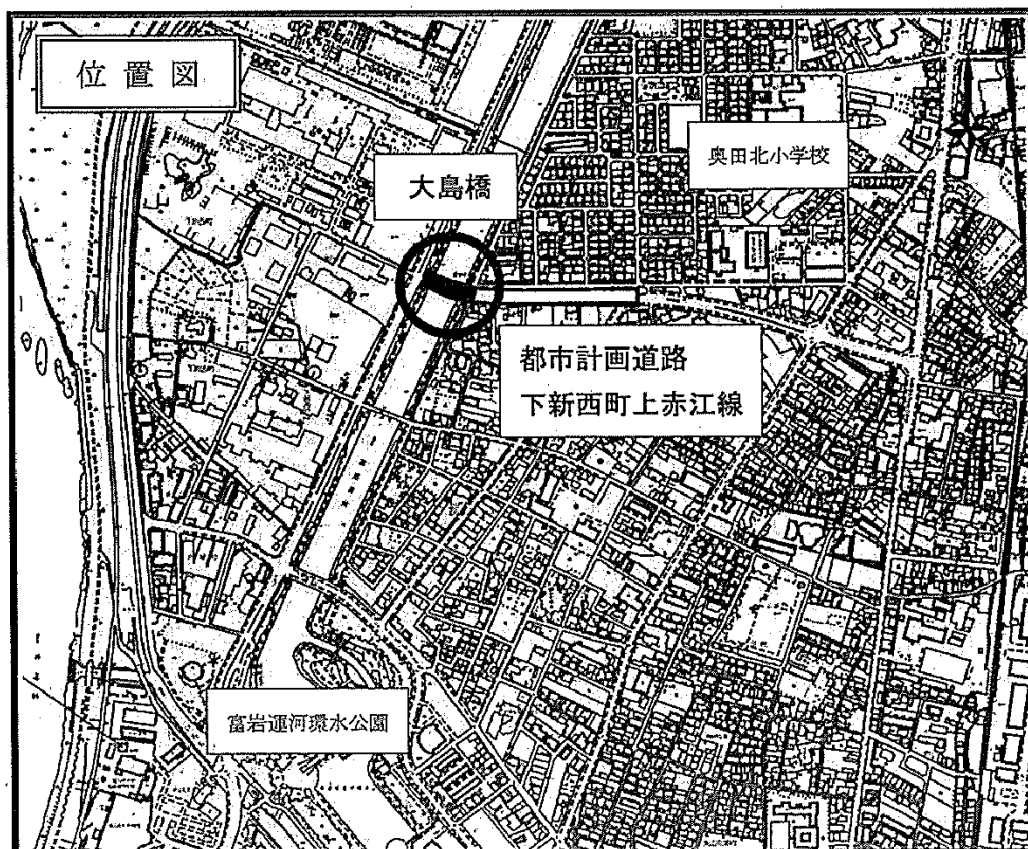 位置図
奥田北小学校
大島橋
都市計画道路
下新西町上赤江線
富岩運河環水公園